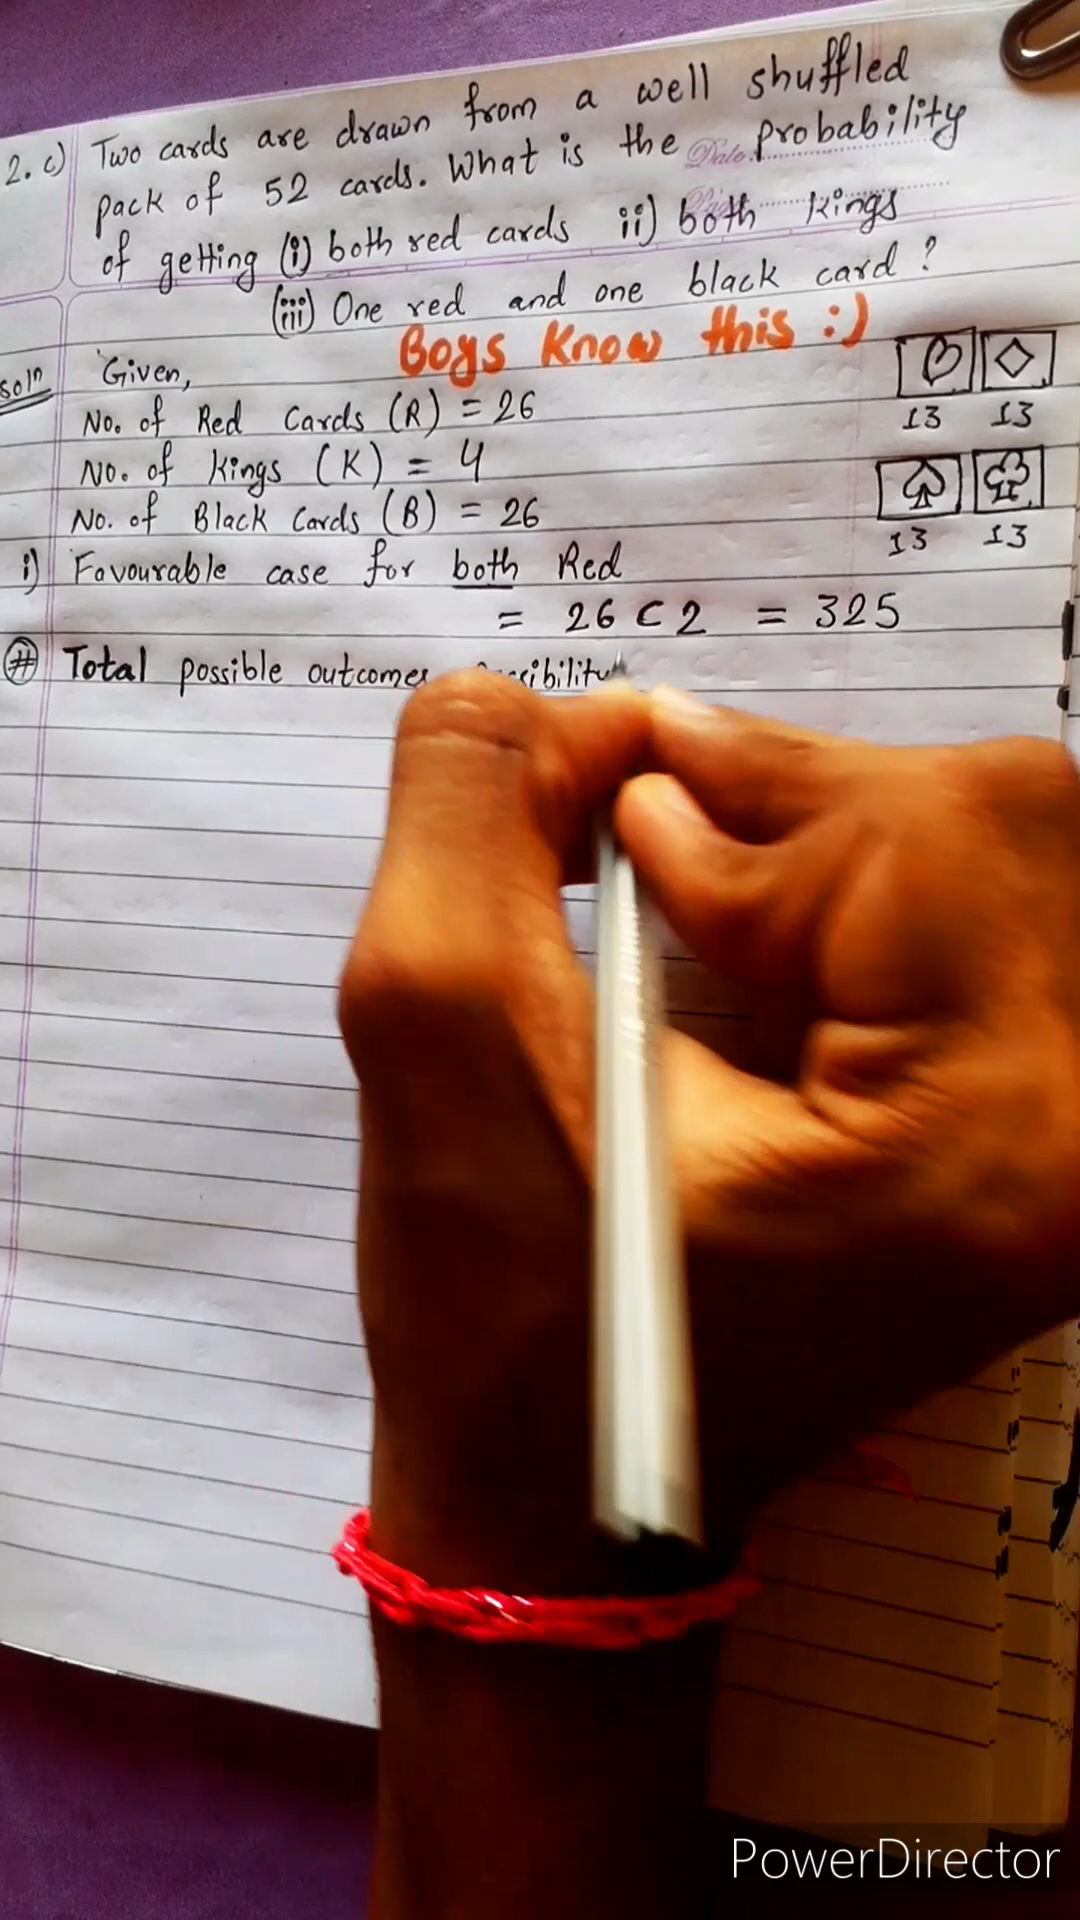 2. c) Two cards are drawn from a well shuffled
pack of 52 cards. What is the probability
Date
of getting (i) both red cards ii) both kings
(iii) One red and one black card ?
Boys Know this :)
soln Given,
No. of Red Cards (R) = 26
13 13
No. of Kings (K) = 4
No. of Black Cards (B) = 26
13 13
i) Favourable case for both Red
= 26 C 2 = 325
# Total possible outcomes
PowerDirector